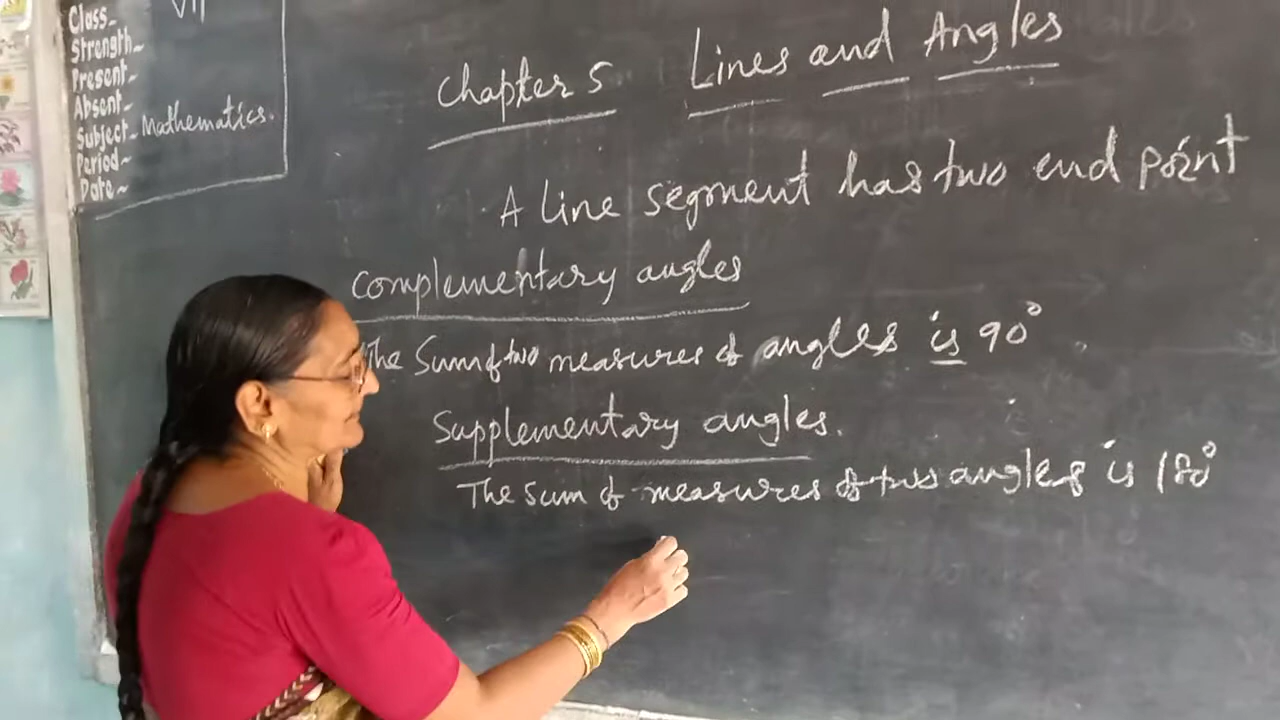 VII
Class-
Strength-
Present-
Absent-
Subject- Mathematics.
Period-
Date-
Chapter 5 Lines and Angles
A line segment has two end point
Complementary angles
The Sum of two measures of angles is 90°
Supplementary angles.
The Sum of measures of two angles is 180°